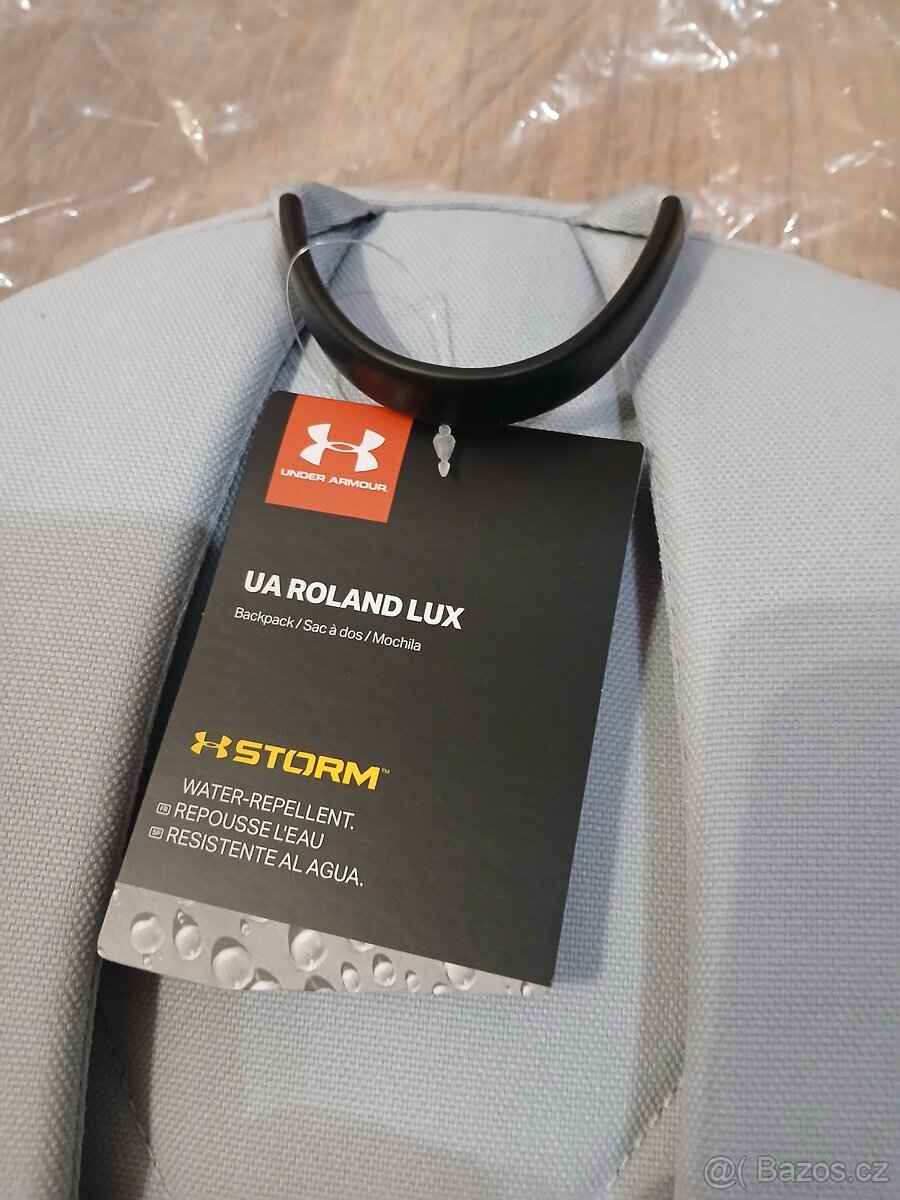 UNDER ARMOUR.
UA ROLAND LUX
Backpack / Sac à dos / Mochila
STORM™
WATER-REPELLENT.
FR REPOUSSE L'EAU
SP RESISTENTE AL AGUA.
@( Bazos.cz